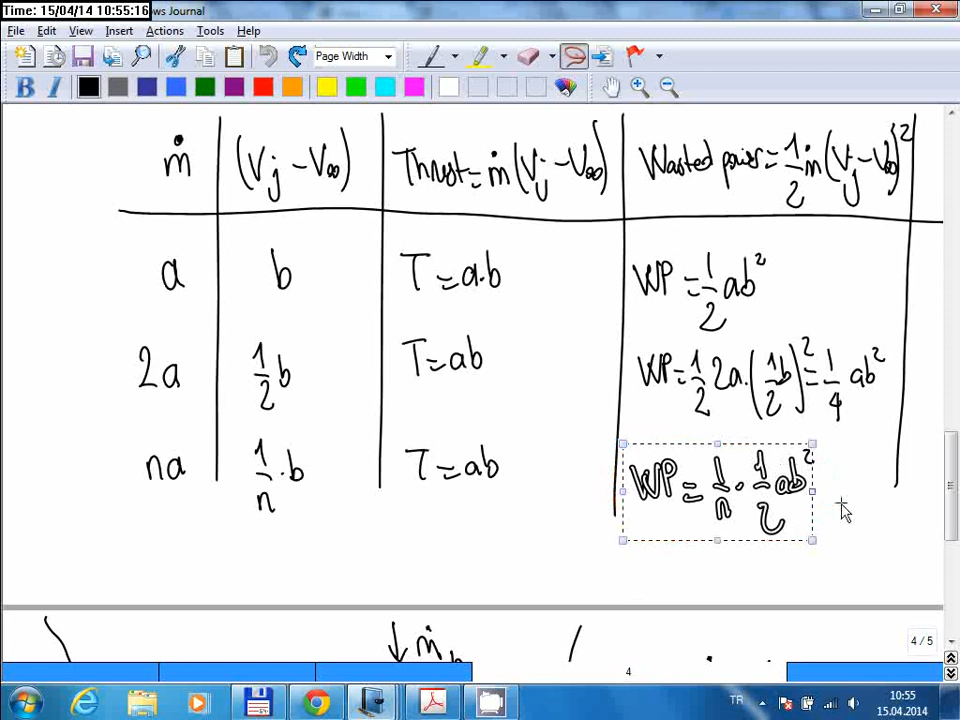 Time: 15/04/14 10:55:16
ws Journal
File Edit View Insert Actions Tools Help
Page Width
B I
ṁ (Vj − V∞) Thrust = ṁ(Vj − V∞) Wasted power = 1/2 ṁ(Vj − V∞)²
a b T = a.b WP = 1/2 ab²
2a 1/2 b T = ab WP = 1/2 2a.(1/2 b)² = 1/4 ab²
na 1/n · b T = ab WP = 1/n · 1/2 ab²
4/5
↓ ṁ
4
TR 10:55
15.04.2014